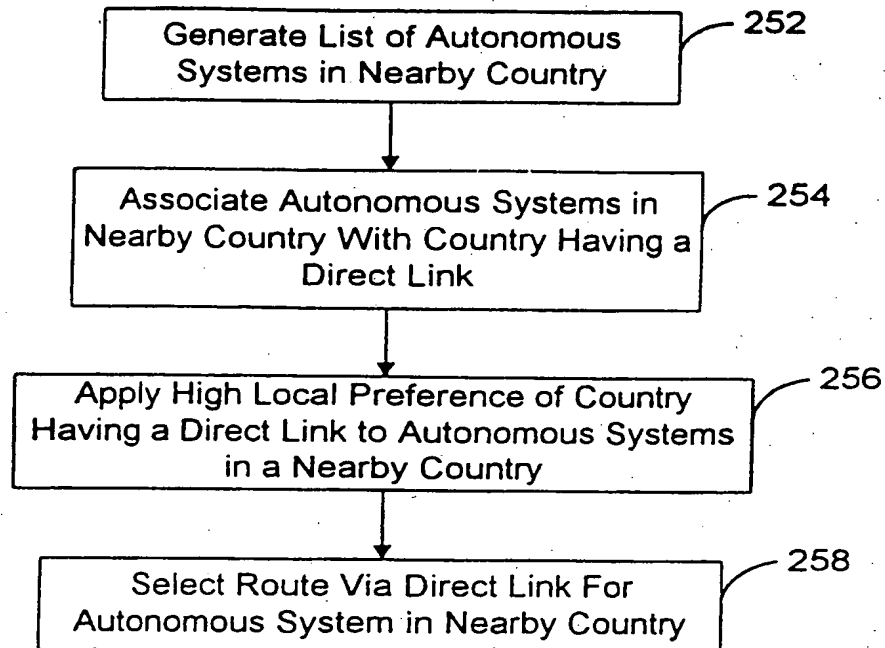 Generate List of Autonomous
Systems in Nearby Country
252
Associate Autonomous Systems in
Nearby Country With Country Having a
Direct Link
254
Apply High Local Preference of Country
Having a Direct Link to Autonomous Systems
in a Nearby Country
256
Select Route Via Direct Link For
Autonomous System in Nearby Country
258